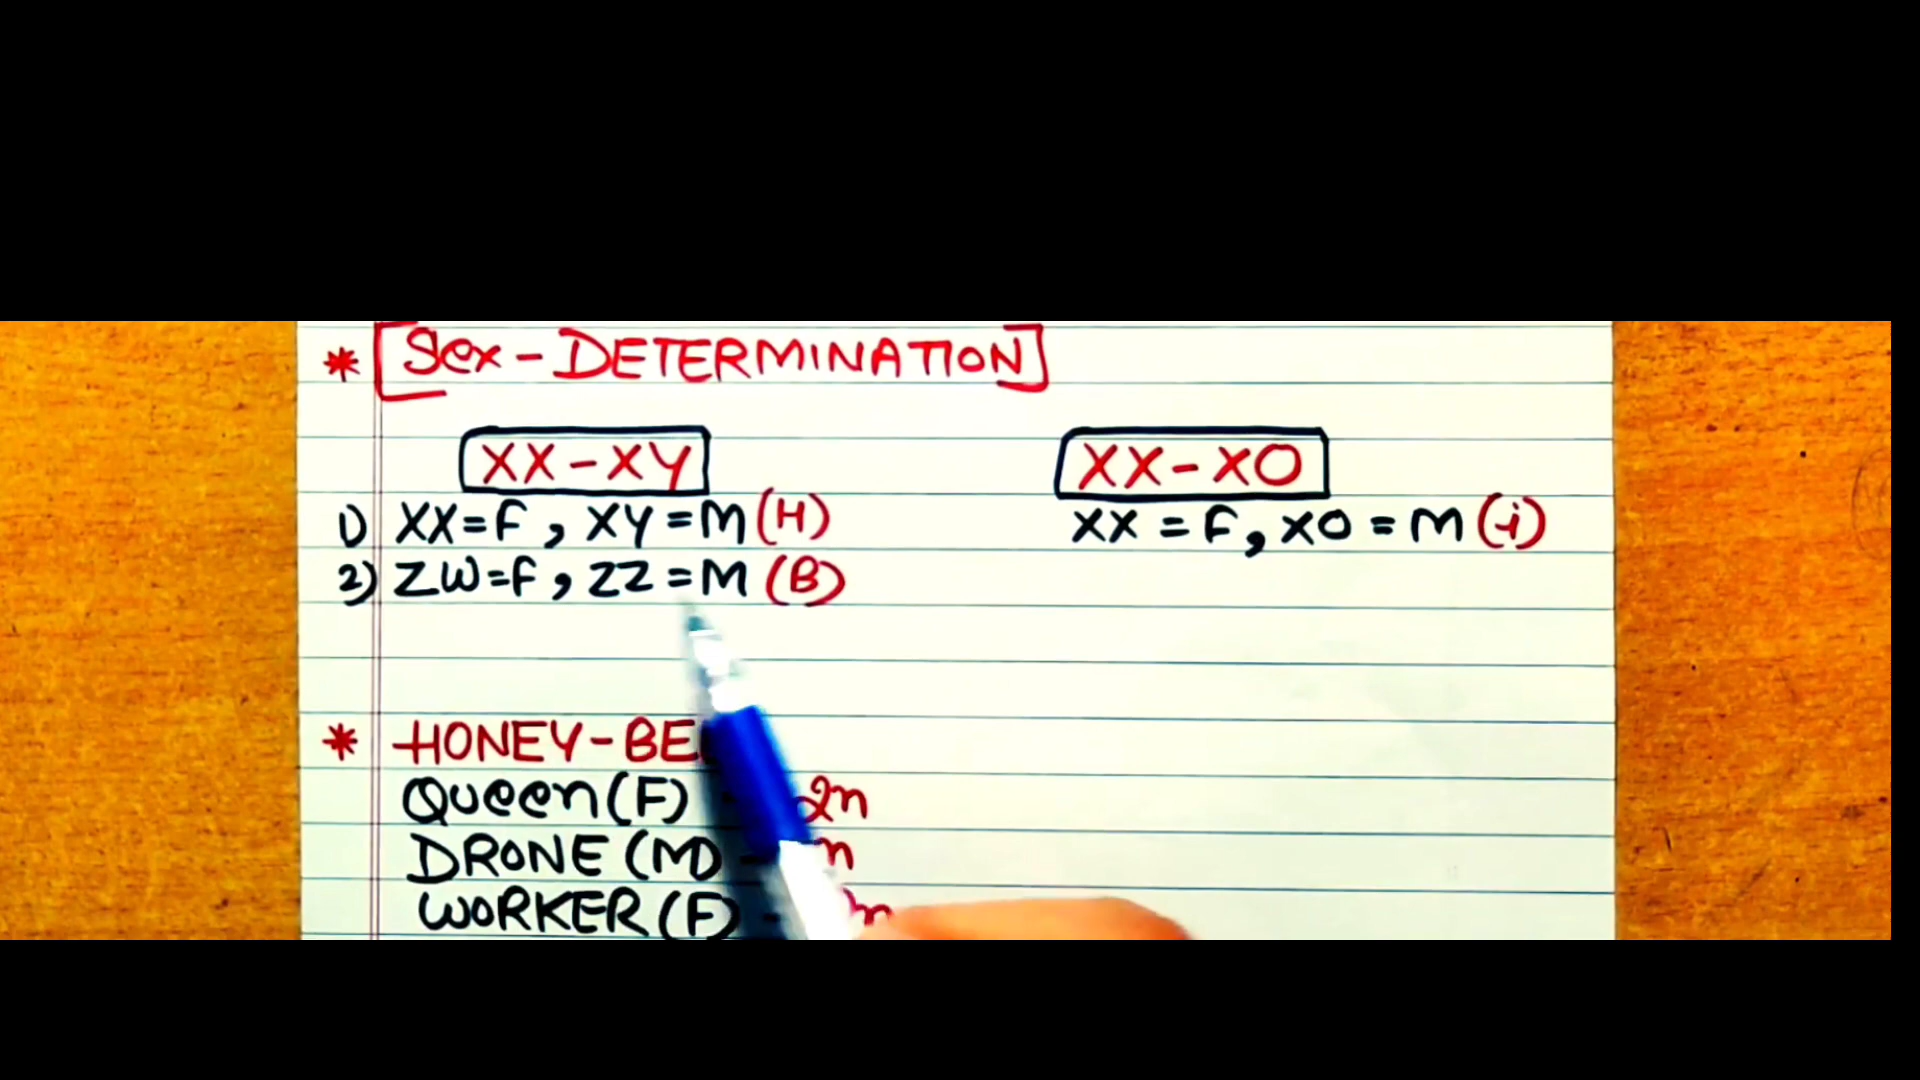 * [Sex-DETERMINATION]
XX-XY
XX-XO
1) XX=F, XY=M (H)
XX = F, XO = M (i)
2) ZW=F, ZZ=M (B)
* HONEY-BE
Queen (F) 2n
DRONE (M) - n
WORKER (F) - n